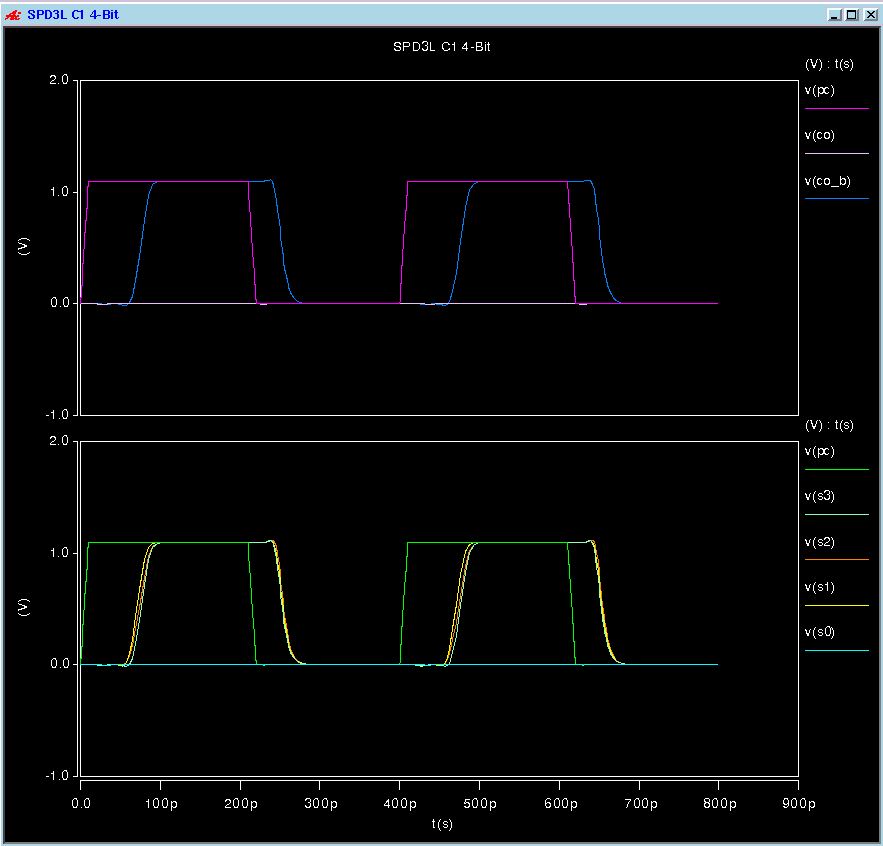 SPD3L C1 4-Bit
SPD3L C1 4-Bit
(V) : t(s)
v(pc)
v(co)
v(co_b)
2.0
1.0
0.0
-1.0
(V)
(V) : t(s)
v(pc)
v(s3)
v(s2)
v(s1)
v(s0)
2.0
1.0
0.0
-1.0
(V)
0.0 100p 200p 300p 400p 500p 600p 700p 800p 900p
t(s)